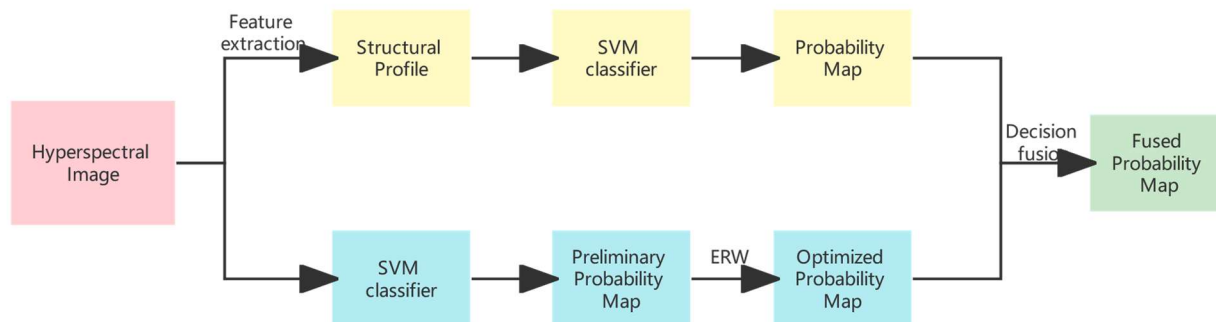 Feature
extraction
Structural
Profile
SVM
classifier
Probability
Map
Hyperspectral
Image
Decision
fusion
Fused
Probability
Map
SVM
classifier
Preliminary
Probability
Map
ERW
Optimized
Probability
Map